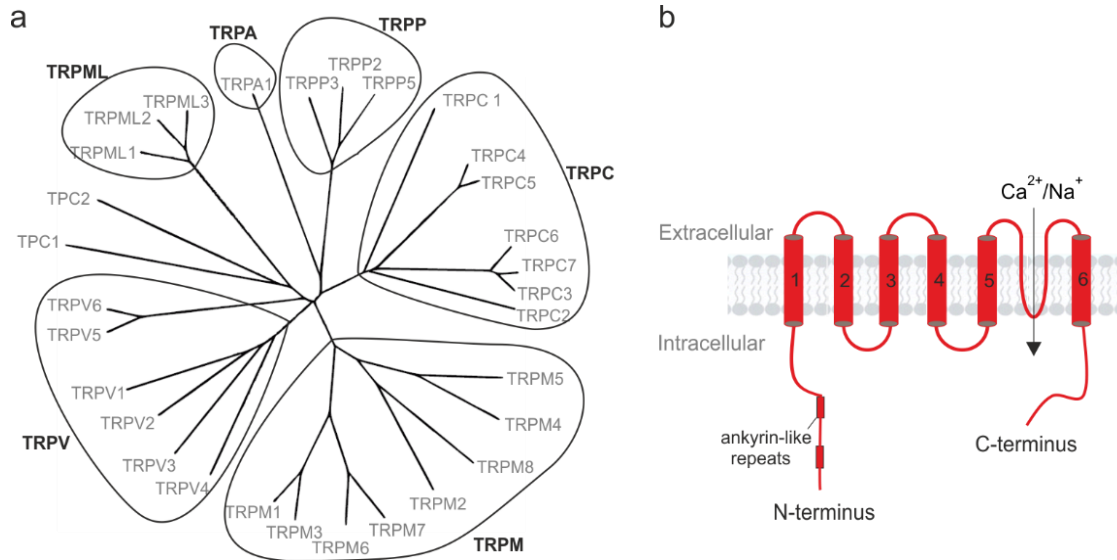 a
TRPA
TRPP
TRPML
TRPA1
TRPP2
TRPP3
TRPP5
TRPML3
TRPML2
TRPML1
TRPC 1
TRPC4
TRPC5
TRPC
TRPC6
TRPC7
TRPC3
TRPC2
TPC2
TPC1
TRPV6
TRPV5
TRPV1
TRPV2
TRPV3
TRPV4
TRPV
TRPM5
TRPM4
TRPM8
TRPM2
TRPM7
TRPM6
TRPM3
TRPM1
TRPM
b
Ca²⁺/Na⁺
Extracellular
1 2 3 4 5 6
Intracellular
ankyrin-like
repeats
C-terminus
N-terminus